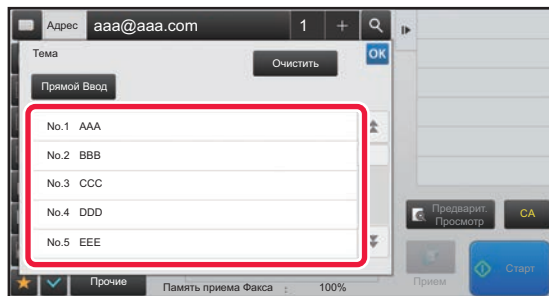 Адрес aaa@aaa.com 1 +
Тема
Очистить
OK
Прямой Ввод
No.1 AAA
No.2 BBB
No.3 CCC
No.4 DDD
No.5 EEE
Предварит.
Просмотр
CA
Прочие
Память приема Факса : 100%
Прием
Старт